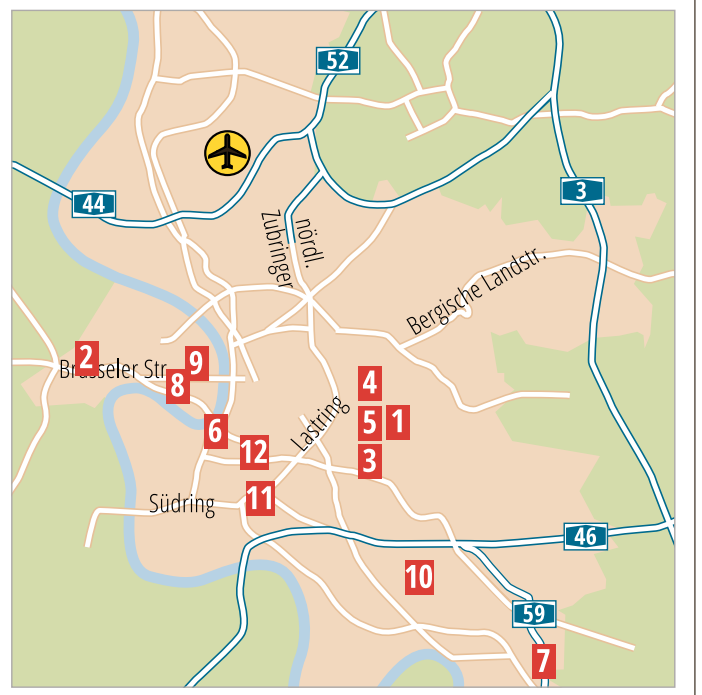 52
3
44
nördl.
Zubringer
Bergische Landstr.
2
Brüsseler Str.
9
8
4
5
1
6
Lastring
12
3
11
Südring
46
10
59
7